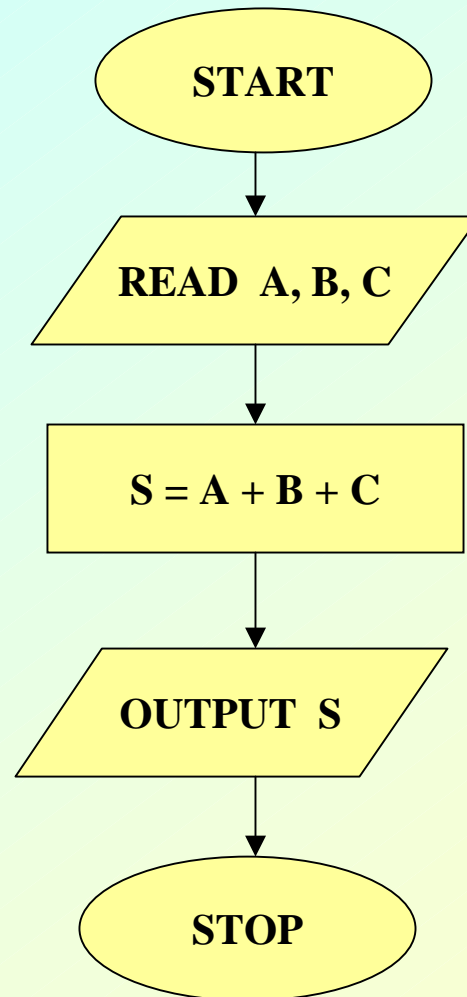 START
READ A, B, C
S = A + B + C
OUTPUT S
STOP